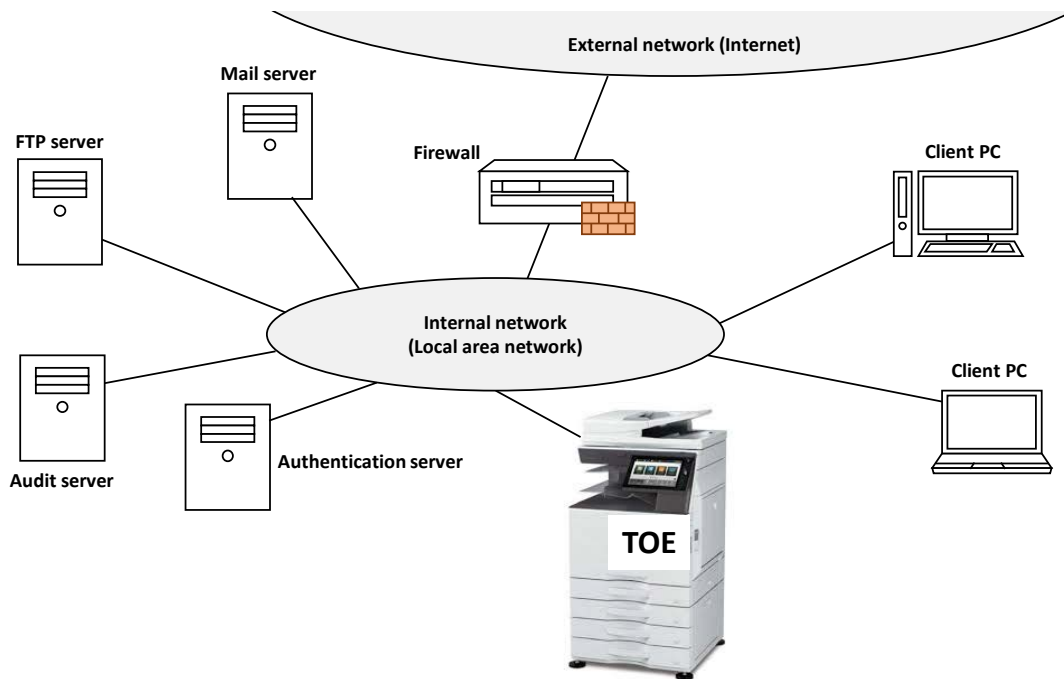 External network (Internet)
Mail server
FTP server
Firewall
Client PC
Internal network
(Local area network)
Client PC
Audit server
Authentication server
TOE